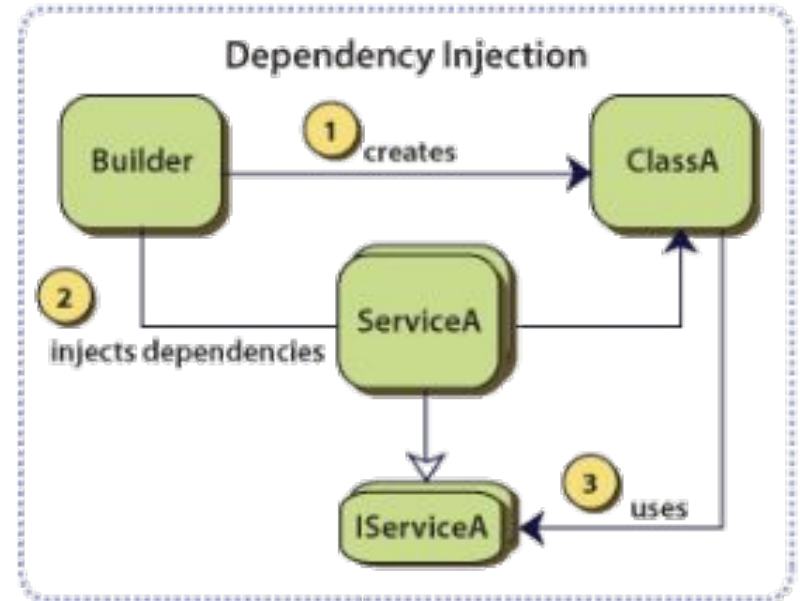 Dependency Injection
Builder
1
creates
ClassA
2
injects dependencies
ServiceA
IServiceA
3
uses